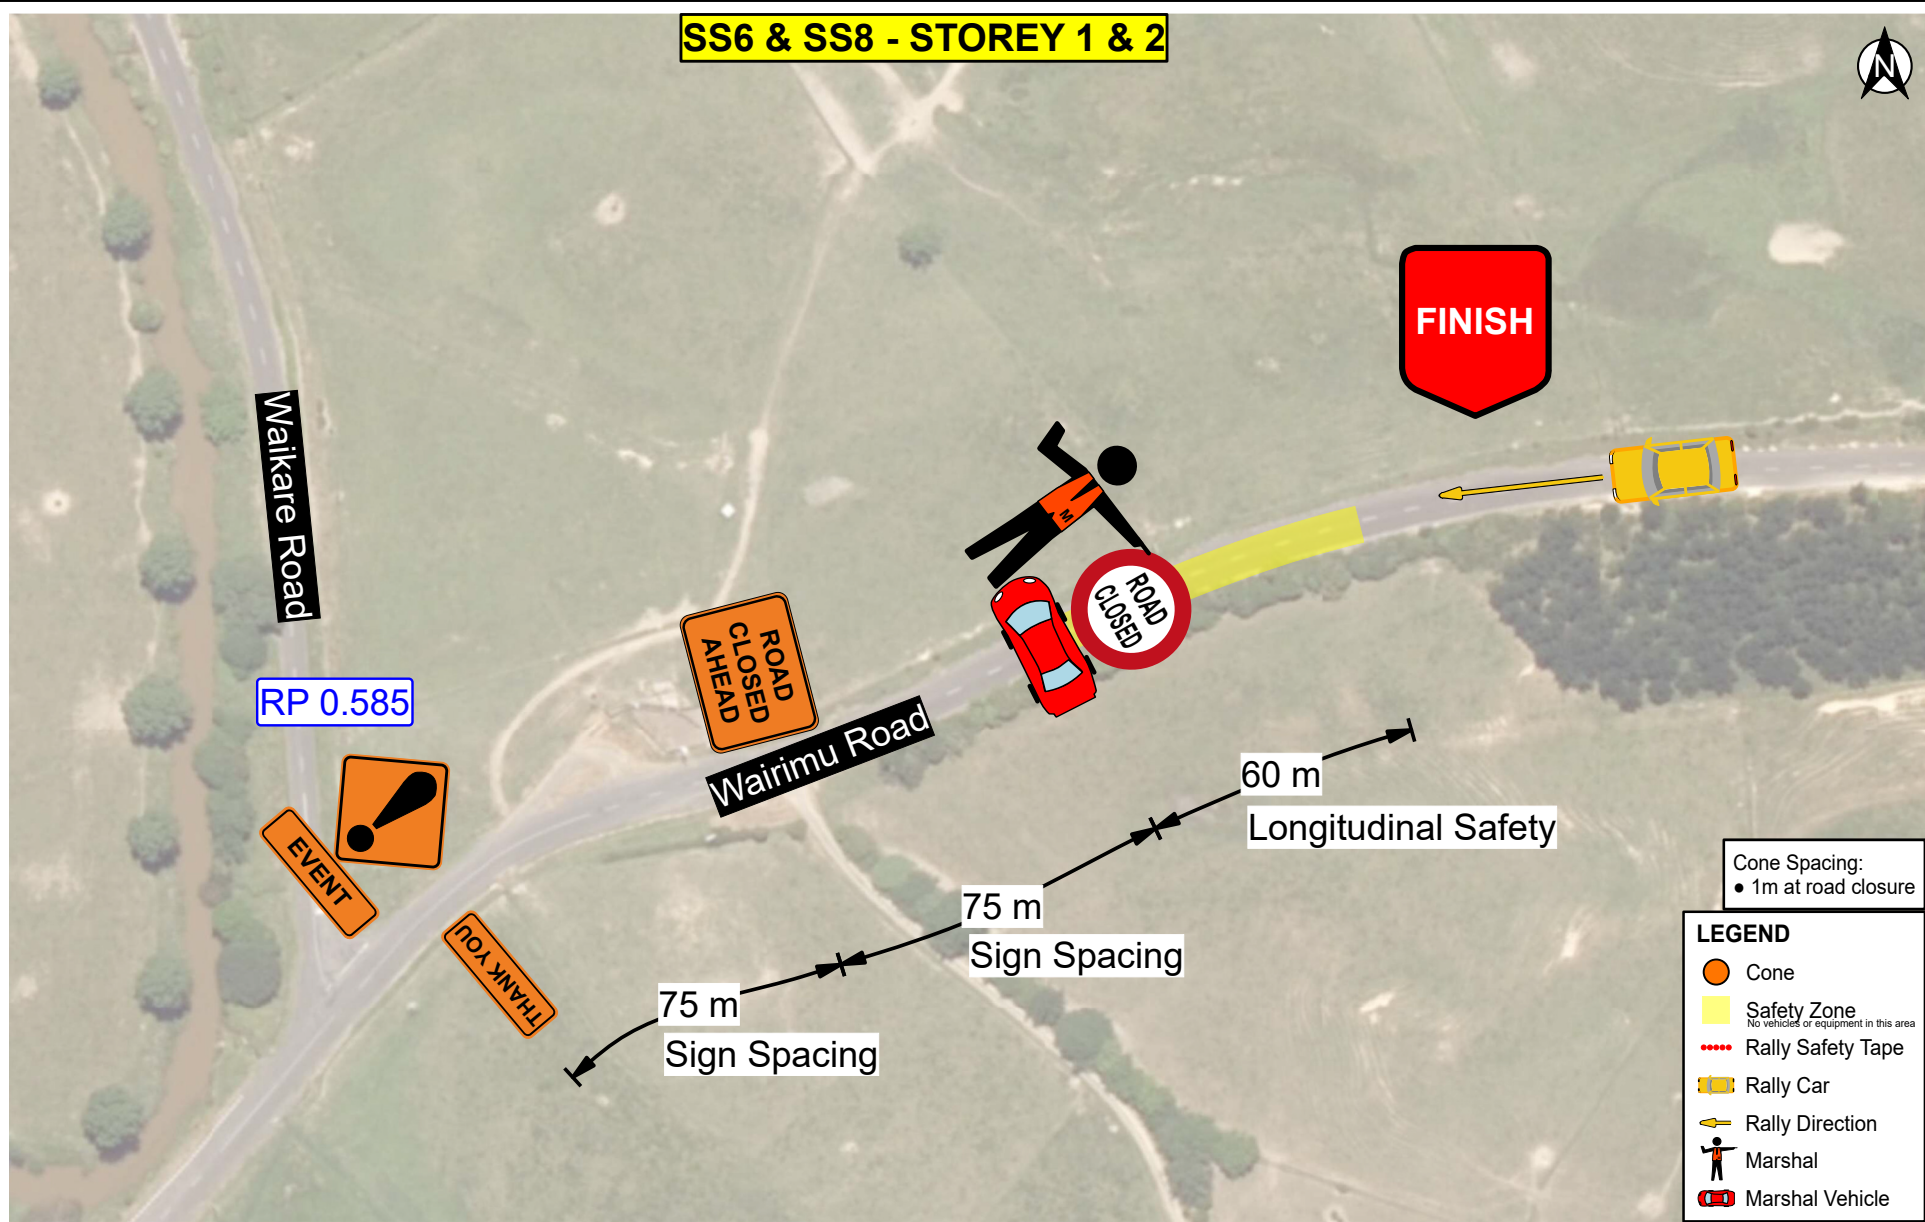 SS6 & SS8 - STOREY 1 & 2
N
FINISH
Waikare Road
M
ROAD
CLOSED
ROAD
CLOSED
AHEAD
RP 0.585
Wairimu Road
60 m
Longitudinal Safety
EVENT
75 m
Sign Spacing
THANK YOU
75 m
Sign Spacing
Cone Spacing:
● 1m at road closure
LEGEND
Cone
Safety Zone
No vehicles or equipment in this area
Rally Safety Tape
Rally Car
Rally Direction
Marshal
Marshal Vehicle